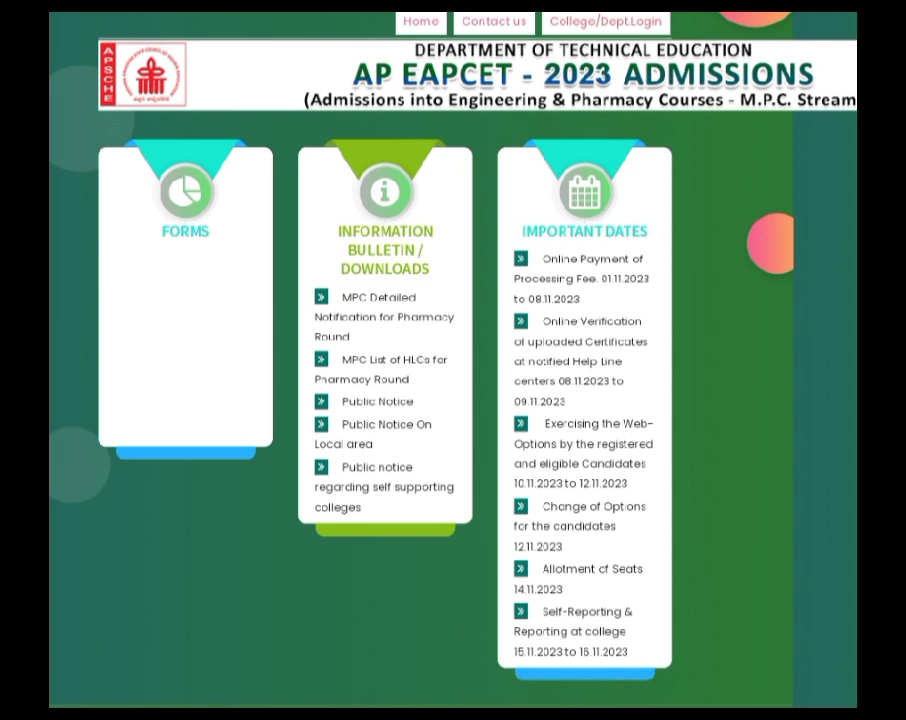 Home Contact us College/Dept.Login
APSCHE
DEPARTMENT OF TECHNICAL EDUCATION
AP EAPCET - 2023 ADMISSIONS
(Admissions into Engineering & Pharmacy Courses - M.P.C. Stream
FORMS
INFORMATION
BULLETIN /
DOWNLOADS
MPC Detailed
Notification for Pharmacy
Round
MPC List of HLCs for
Pharmacy Round
Public Notice
Public Notice On
Local area
Public notice
regarding self supporting
colleges
IMPORTANT DATES
Online Payment of
Processing Fee. 01.11.2023
to 08.11.2023
Online Verification
of uploaded Certificates
at notified Help Line
centers 08.11.2023 to
09.11.2023
Exercising the Web-
Options by the registered
and eligible Candidates
10.11.2023 to 12.11.2023
Change of Options
for the candidates
12.11.2023
Allotment of Seats
14.11.2023
Self-Reporting &
Reporting at college
15.11.2023 to 16.11.2023